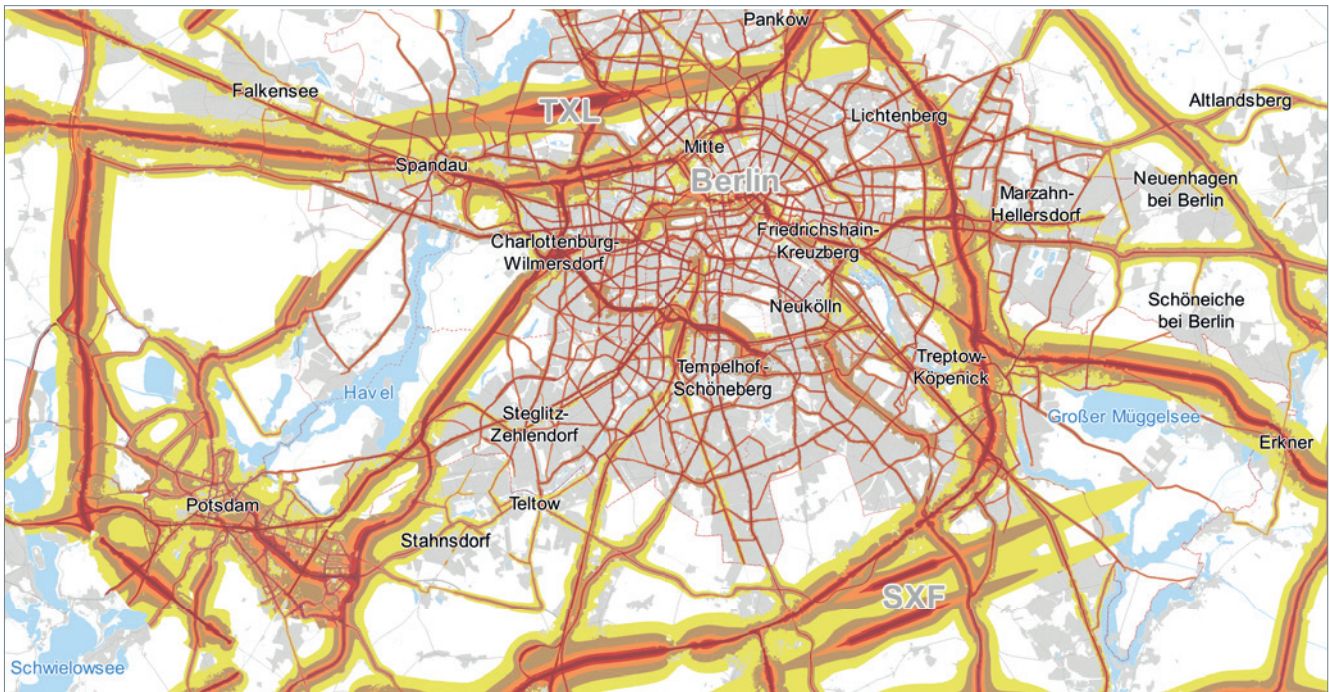 Pankow
Falkensee
TXL
Lichtenberg
Altlandsberg
Mitte
Spandau
Berlin
Marzahn-
Hellersdorf
Neuenhagen
bei Berlin
Charlottenburg-
Wilmersdorf
Friedrichshain-
Kreuzberg
Neukölln
Schöneiche
bei Berlin
Treptow-
Köpenick
Tempelhof-
Schöneberg
Havel
Großer Müggelsee
Steglitz-
Zehlendorf
Erkner
Potsdam
Teltow
Stahnsdorf
SXF
Schwielowsee